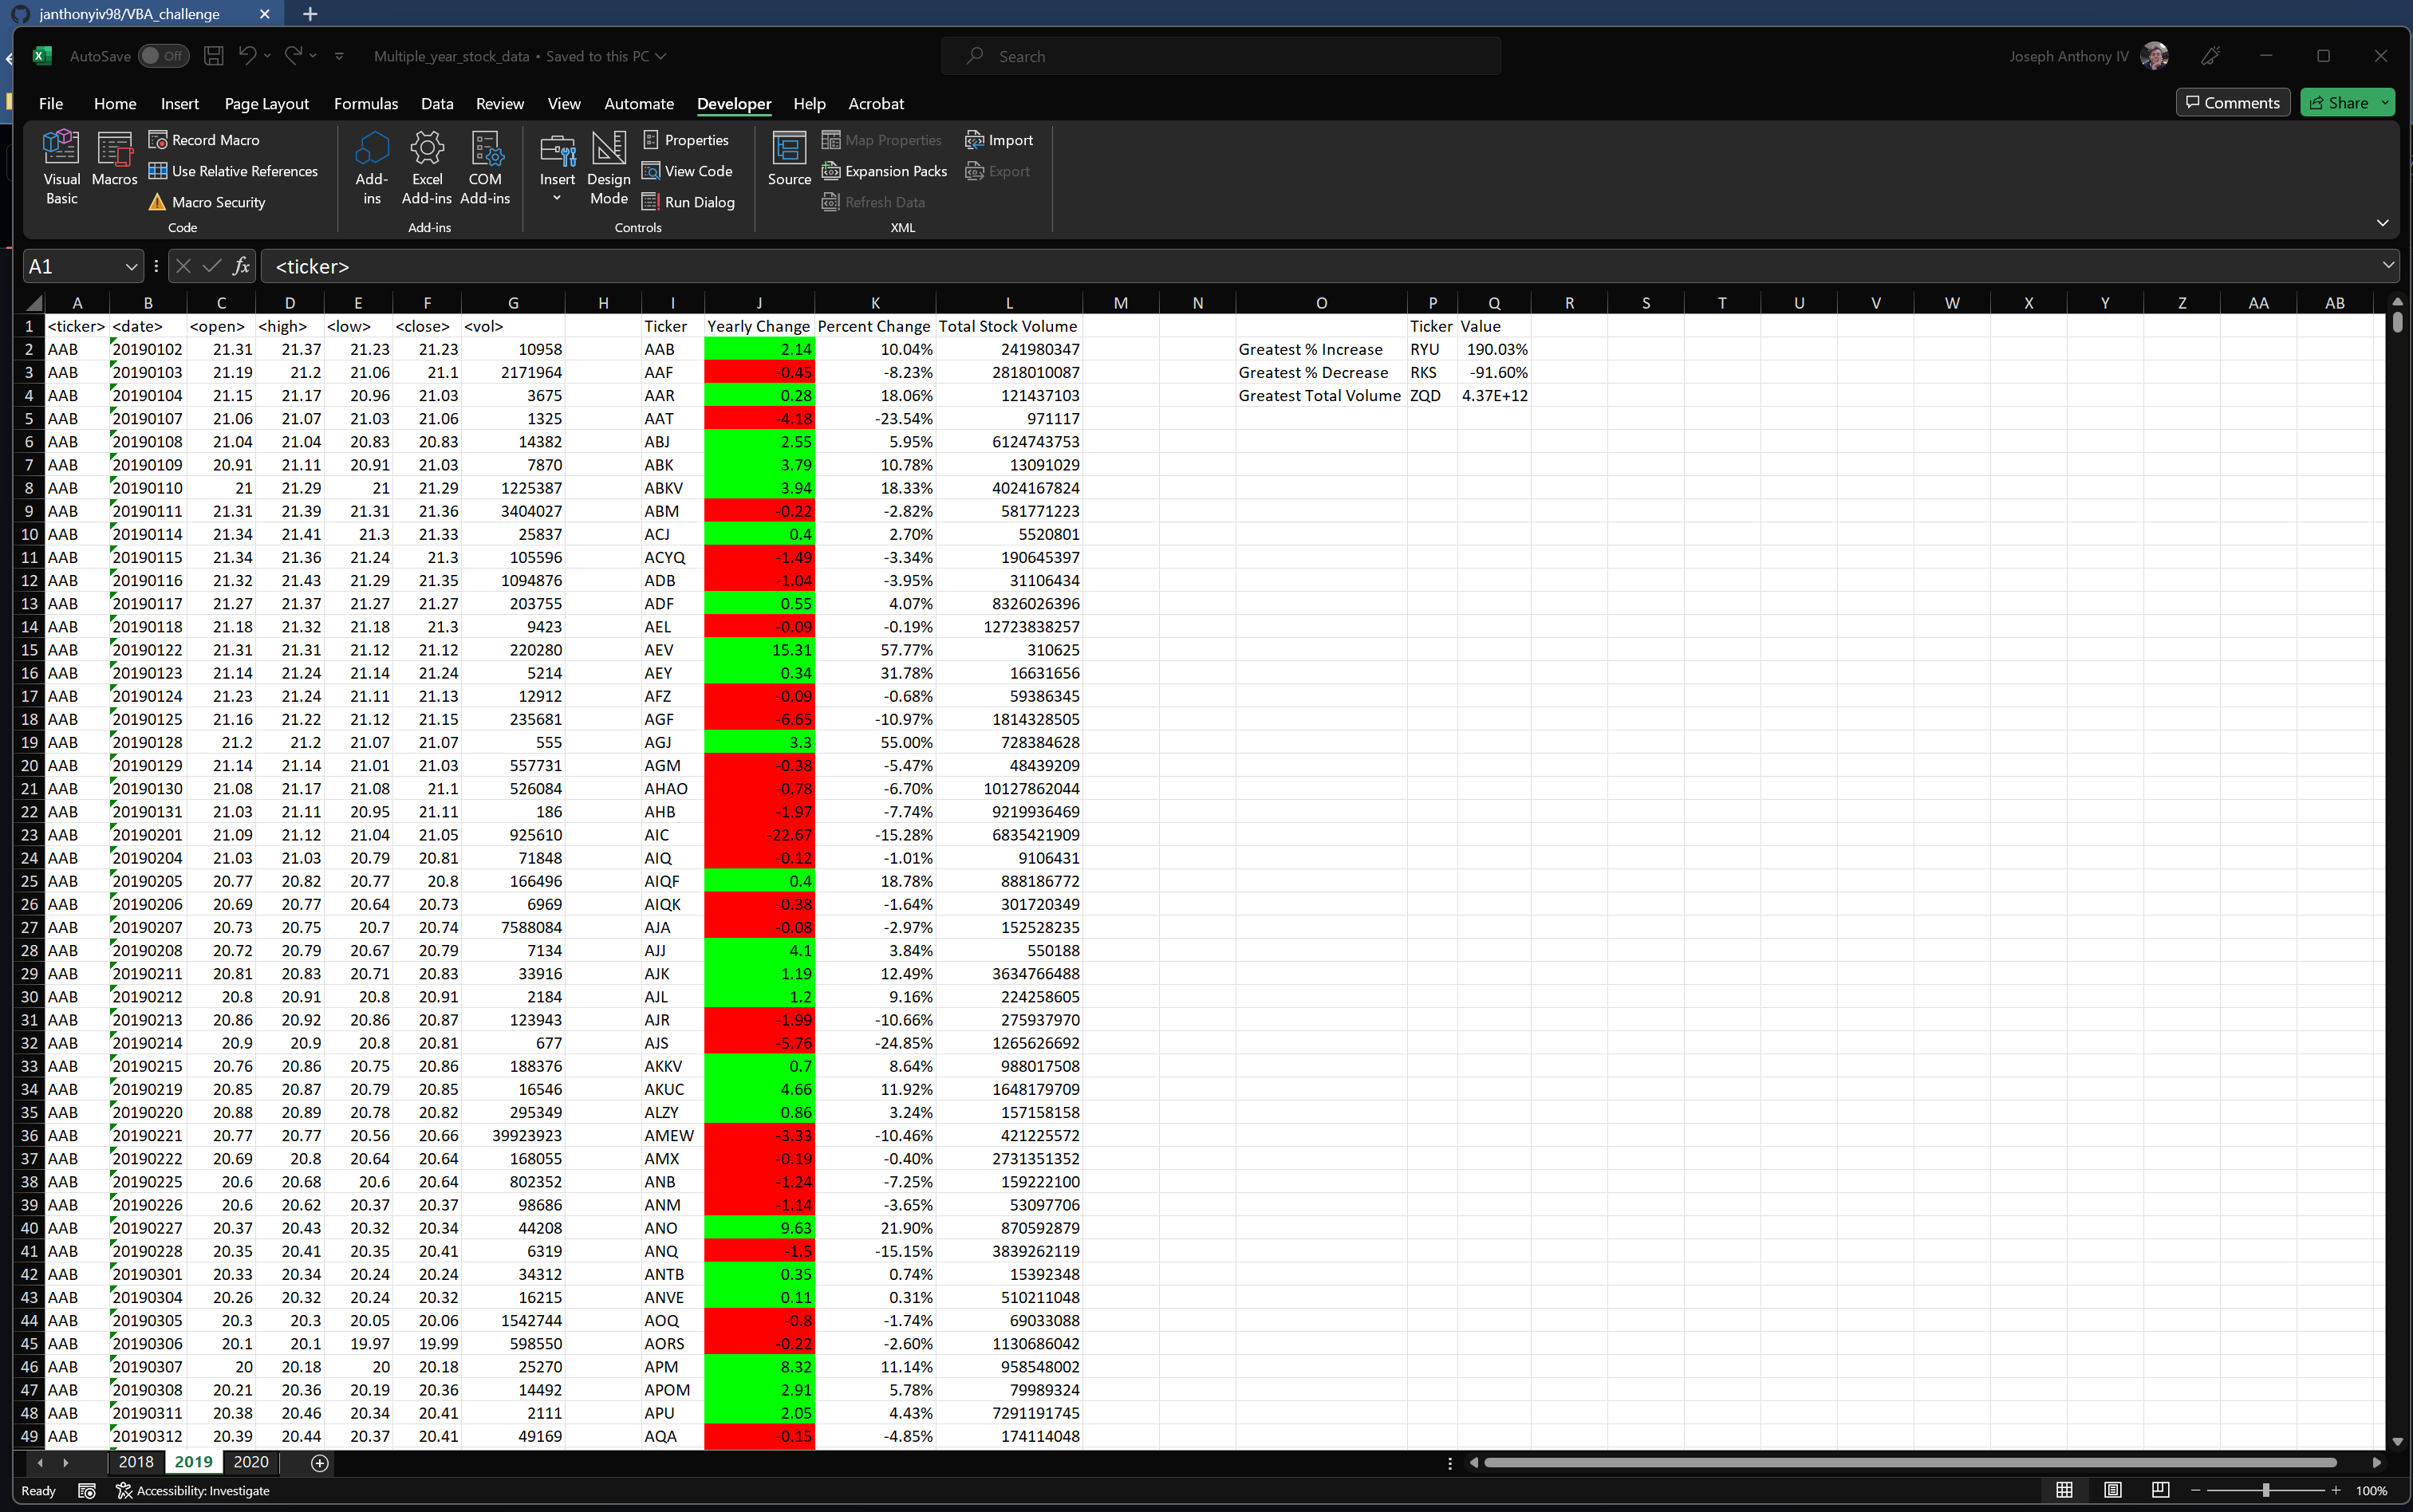 janthonyiv98/VBA_challenge
AutoSave Off Multiple_year_stock_data • Saved to this PC Search Joseph Anthony IV
File Home Insert Page Layout Formulas Data Review View Automate Developer Help Acrobat Comments Share
Visual Basic Macros Record Macro Use Relative References Macro Security Add-ins Excel Add-ins COM Add-ins Insert Design Mode Properties View Code Run Dialog Source Map Properties Expansion Packs Refresh Data Import Export
Code Add-ins Controls XML
A1 fx <ticker>
A B C D E F G H I J K L M N O P Q R S T U V W X Y Z AA AB
1 <ticker> <date> <open> <high> <low> <close> <vol> Ticker Yearly Change Percent Change Total Stock Volume Ticker Value
2 AAB 20190102 21.31 21.37 21.23 21.23 10958 AAB 2.14 10.04% 241980347 Greatest % Increase RYU 190.03%
3 AAB 20190103 21.19 21.2 21.06 21.1 2171964 AAF -0.45 -8.23% 2818010087 Greatest % Decrease RKS -91.60%
4 AAB 20190104 21.15 21.17 20.96 21.03 3675 AAR 0.28 18.06% 121437103 Greatest Total Volume ZQD 4.37E+12
5 AAB 20190107 21.06 21.07 21.03 21.06 1325 AAT -4.18 -23.54% 971117
6 AAB 20190108 21.04 21.04 20.83 20.83 14382 ABJ 2.55 5.95% 6124743753
7 AAB 20190109 20.91 21.11 20.91 21.03 7870 ABK 3.79 10.78% 13091029
8 AAB 20190110 21 21.29 21 21.29 1225387 ABKV 3.94 18.33% 4024167824
9 AAB 20190111 21.31 21.39 21.31 21.36 3404027 ABM -0.22 -2.82% 581771223
10 AAB 20190114 21.34 21.41 21.3 21.33 25837 ACJ 0.4 2.70% 5520801
11 AAB 20190115 21.34 21.36 21.24 21.3 105596 ACYQ -1.49 -3.34% 190645397
12 AAB 20190116 21.32 21.43 21.29 21.35 1094876 ADB -1.04 -3.95% 31106434
13 AAB 20190117 21.27 21.37 21.27 21.27 203755 ADF 0.55 4.07% 8326026396
14 AAB 20190118 21.18 21.32 21.18 21.3 9423 AEL -0.09 -0.19% 12723838257
15 AAB 20190122 21.31 21.31 21.12 21.12 220280 AEV 15.31 57.77% 310625
16 AAB 20190123 21.14 21.24 21.14 21.24 5214 AEY 0.34 31.78% 16631656
17 AAB 20190124 21.23 21.24 21.11 21.13 12912 AFZ -0.09 -0.68% 59386345
18 AAB 20190125 21.16 21.22 21.12 21.15 235681 AGF -6.65 -10.97% 1814328505
19 AAB 20190128 21.2 21.2 21.07 21.07 555 AGJ 3.3 55.00% 728384628
20 AAB 20190129 21.14 21.14 21.01 21.03 557731 AGM -0.38 -5.47% 48439209
21 AAB 20190130 21.08 21.17 21.08 21.1 526084 AHAO -0.78 -6.70% 10127862044
22 AAB 20190131 21.03 21.11 20.95 21.11 186 AHB -1.97 -7.74% 9219936469
23 AAB 20190201 21.09 21.12 21.04 21.05 925610 AIC -22.67 -15.28% 6835421909
24 AAB 20190204 21.03 21.03 20.79 20.81 71848 AIQ -0.12 -1.01% 9106431
25 AAB 20190205 20.77 20.82 20.77 20.8 166496 AIQF 0.4 18.78% 888186772
26 AAB 20190206 20.69 20.77 20.64 20.73 6969 AIQK -0.38 -1.64% 301720349
27 AAB 20190207 20.73 20.75 20.7 20.74 7588084 AJA -0.08 -2.97% 152528235
28 AAB 20190208 20.72 20.79 20.67 20.79 7134 AJJ 4.1 3.84% 550188
29 AAB 20190211 20.81 20.83 20.71 20.83 33916 AJK 1.19 12.49% 3634766488
30 AAB 20190212 20.8 20.91 20.8 20.91 2184 AJL 1.2 9.16% 224258605
31 AAB 20190213 20.86 20.92 20.86 20.87 123943 AJR -1.99 -10.66% 275937970
32 AAB 20190214 20.9 20.9 20.8 20.81 677 AJS -5.76 -24.85% 1265626692
33 AAB 20190215 20.76 20.86 20.75 20.86 188376 AKKV 0.7 8.64% 988017508
34 AAB 20190219 20.85 20.87 20.79 20.85 16546 AKUC 4.66 11.92% 1648179709
35 AAB 20190220 20.88 20.89 20.78 20.82 295349 ALZY 0.86 3.24% 157158158
36 AAB 20190221 20.77 20.77 20.56 20.66 39923923 AMEW -3.33 -10.46% 421225572
37 AAB 20190222 20.69 20.8 20.64 20.64 168055 AMX -0.19 -0.40% 2731351352
38 AAB 20190225 20.6 20.68 20.6 20.64 802352 ANB -1.24 -7.25% 159222100
39 AAB 20190226 20.6 20.62 20.37 20.37 98686 ANM -1.14 -3.65% 53097706
40 AAB 20190227 20.37 20.43 20.32 20.34 44208 ANO 9.63 21.90% 870592879
41 AAB 20190228 20.35 20.41 20.35 20.41 6319 ANQ -1.5 -15.15% 3839262119
42 AAB 20190301 20.33 20.34 20.24 20.24 34312 ANTB 0.35 0.74% 15392348
43 AAB 20190304 20.26 20.32 20.24 20.32 16215 ANVE 0.11 0.31% 510211048
44 AAB 20190305 20.3 20.3 20.05 20.06 1542744 AOQ -0.8 -1.74% 69033088
45 AAB 20190306 20.1 20.1 19.97 19.99 598550 AORS -0.22 -2.60% 1130686042
46 AAB 20190307 20 20.18 20 20.18 25270 APM 8.32 11.14% 958548002
47 AAB 20190308 20.21 20.36 20.19 20.36 14492 APOM 2.91 5.78% 79989324
48 AAB 20190311 20.38 20.46 20.34 20.41 2111 APU 2.05 4.43% 7291191745
49 AAB 20190312 20.39 20.44 20.37 20.41 49169 AQA -0.15 -4.85% 174114048
2018 2019 2020
Ready Accessibility: Investigate 100%